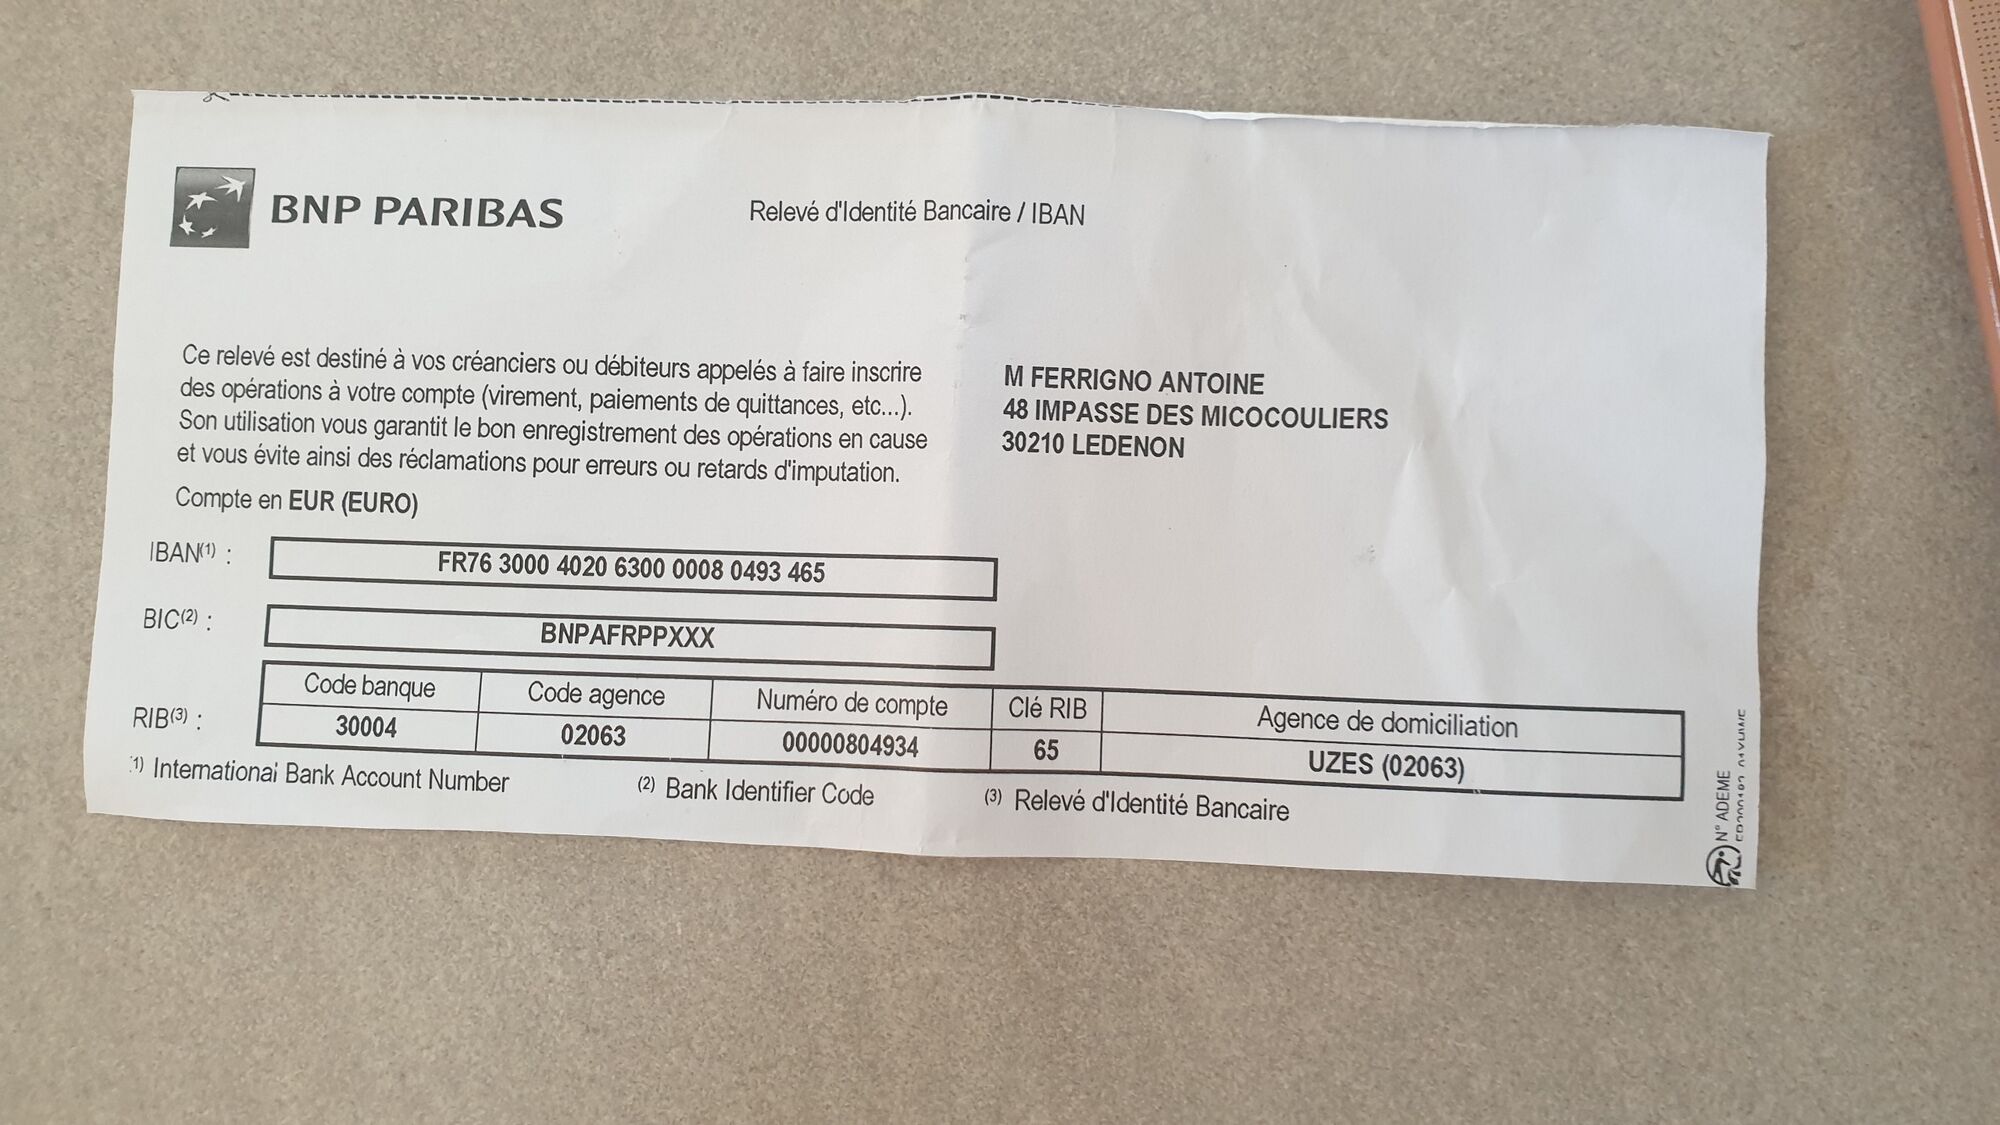 BNP PARIBAS
Relevé d'Identité Bancaire / IBAN
Ce relevé est destiné à vos créanciers ou débiteurs appelés à faire inscrire
des opérations à votre compte (virement, paiements de quittances, etc...).
Son utilisation vous garantit le bon enregistrement des opérations en cause
et vous évite ainsi des réclamations pour erreurs ou retards d'imputation.
M FERRIGNO ANTOINE
48 IMPASSE DES MICOCOULIERS
30210 LEDENON
Compte en EUR (EURO)
IBAN(1) : FR76 3000 4020 6300 0008 0493 465
BIC(2) : BNPAFRPPXXX
Code banque Code agence Numéro de compte Clé RIB Agence de domiciliation
RIB(3) : 30004 02063 00000804934 65 UZES (02063)
(1) International Bank Account Number (2) Bank Identifier Code (3) Relevé d'Identité Bancaire
N° ADEME